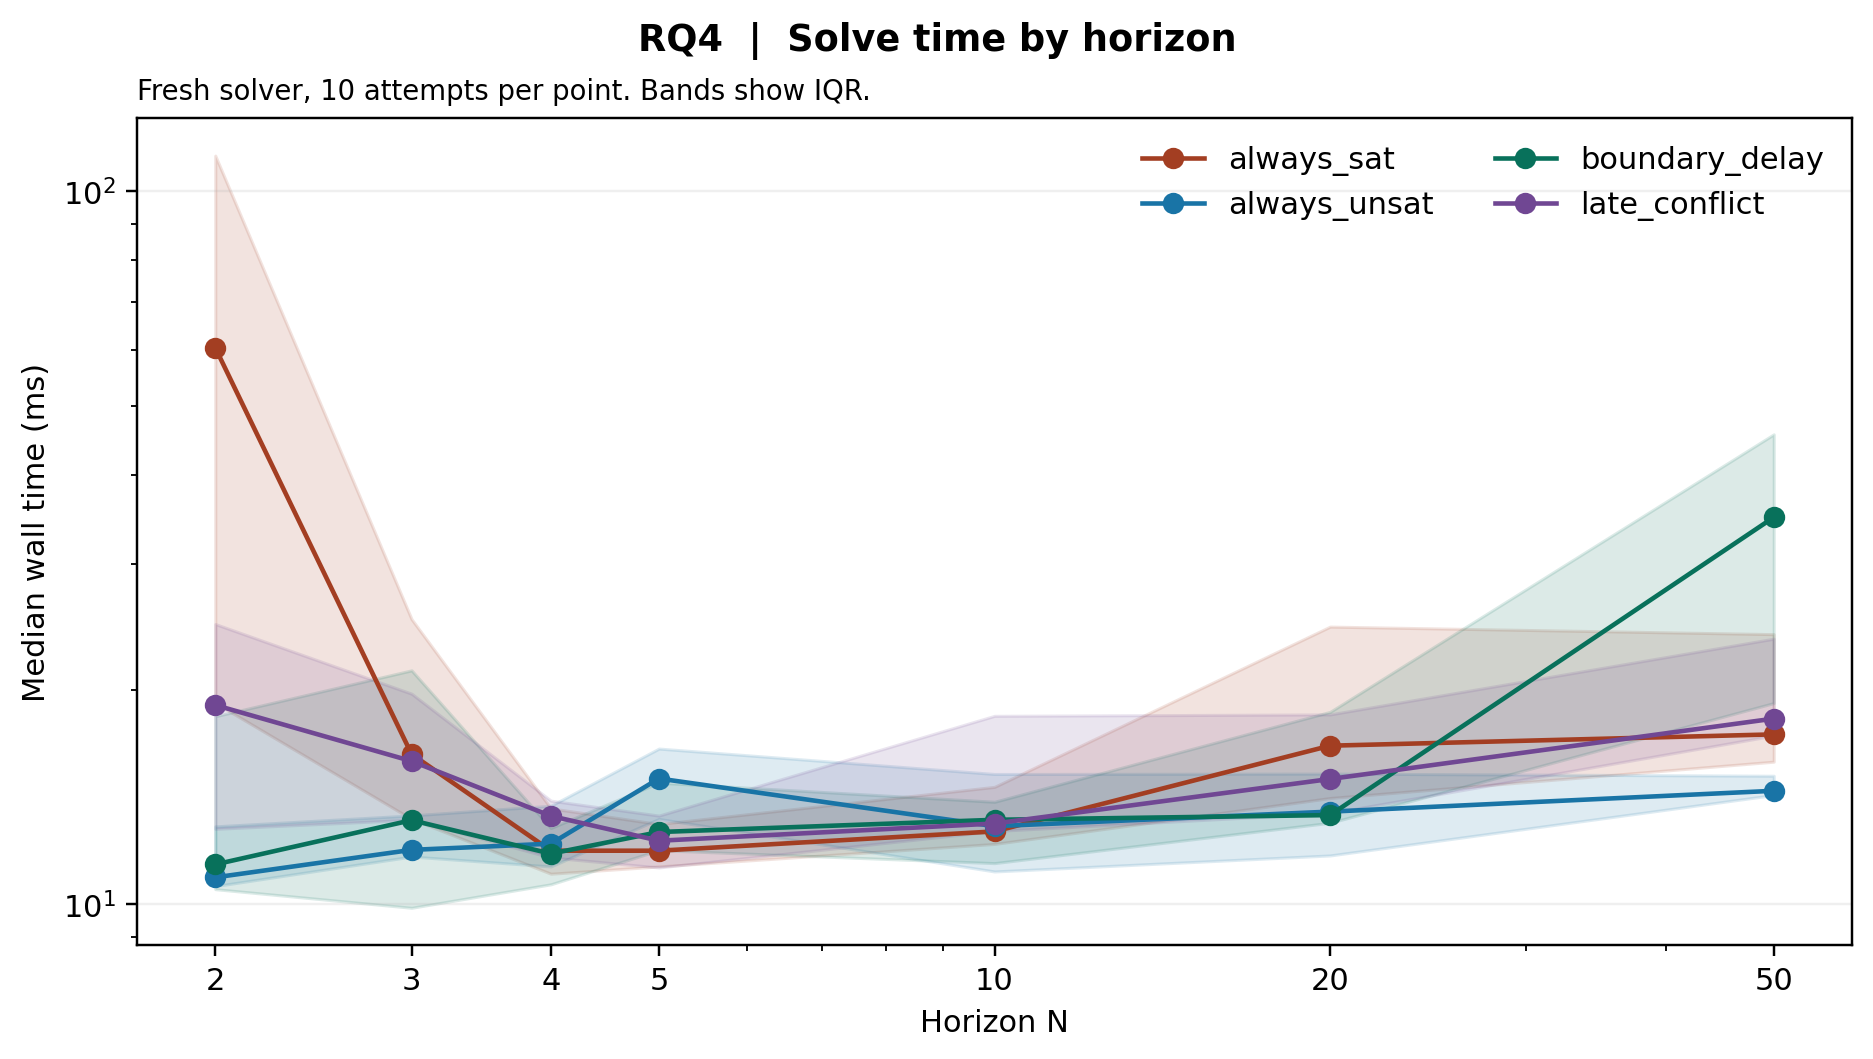 RQ4 | Solve time by horizon
Fresh solver, 10 attempts per point. Bands show IQR.
always_sat
always_unsat
boundary_delay
late_conflict
Median wall time (ms)
10²
10¹
2 3 4 5 10 20 50
Horizon N